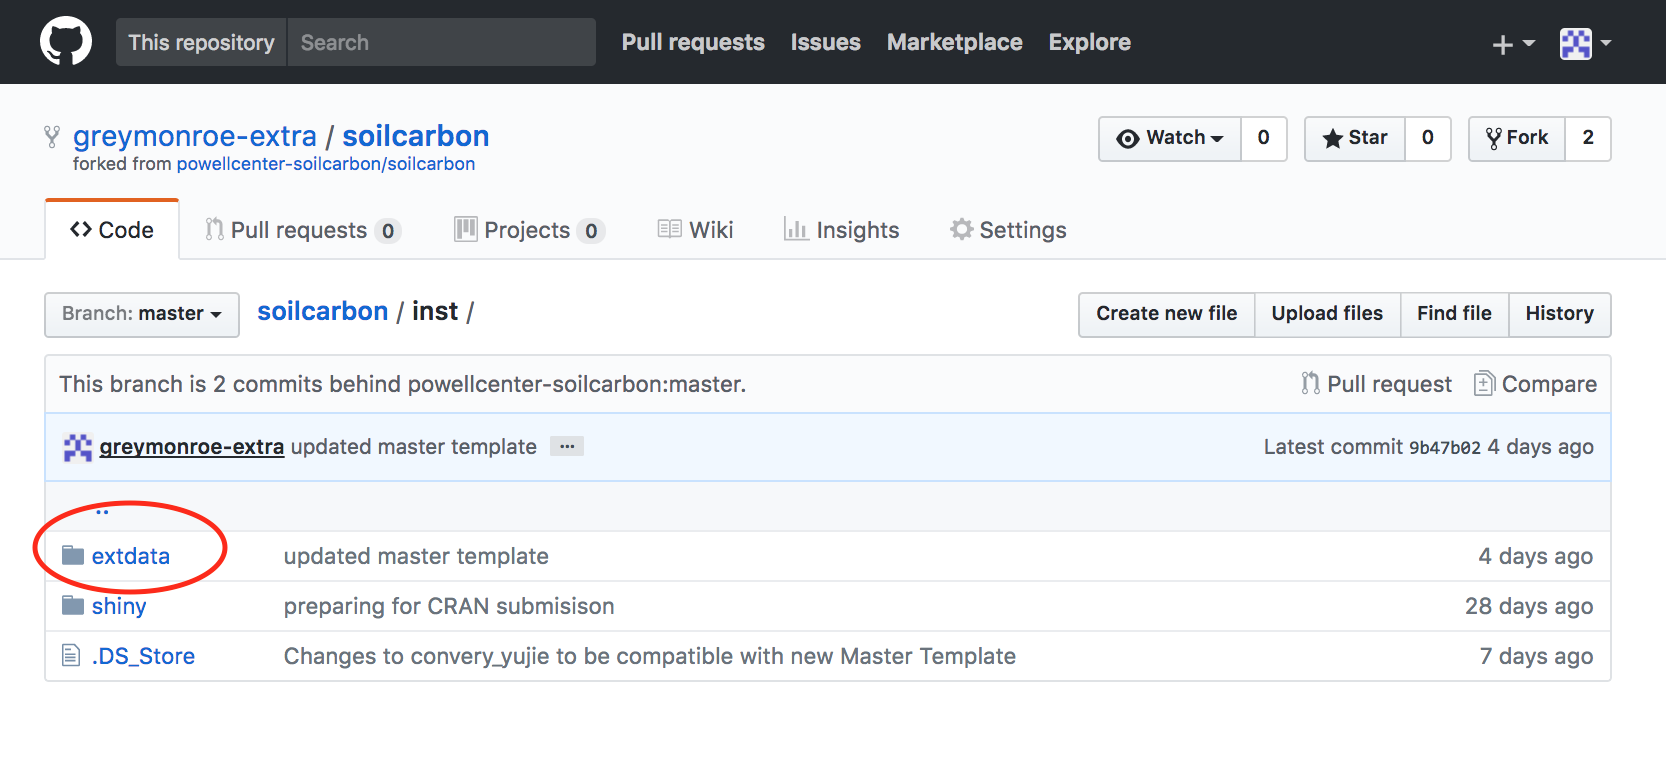 This repository Search Pull requests Issues Marketplace Explore
greymonroe-extra / soilcarbon
Watch 0 Star 0 Fork 2
forked from powellcenter-soilcarbon/soilcarbon
Code Pull requests 0 Projects 0 Wiki Insights Settings
Branch: master soilcarbon / inst / Create new file Upload files Find file History
This branch is 2 commits behind powellcenter-soilcarbon:master. Pull request Compare
greymonroe-extra updated master template ... Latest commit 9b47b02 4 days ago
..
extdata updated master template 4 days ago
shiny preparing for CRAN submisison 28 days ago
.DS_Store Changes to convery_yujie to be compatible with new Master Template 7 days ago